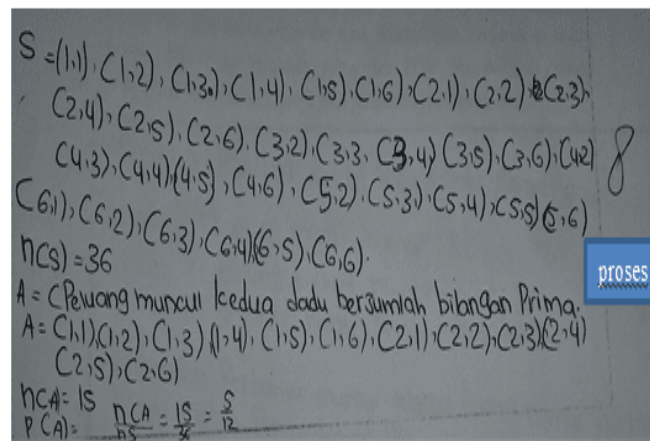 S = (1,1), (1,2), (1,3), (1,4), (1,5), (1,6), (2,1), (2,2) (2,3),
(2,4), (2,5), (2,6). (3,2), (3,3, (3,4) (3,5), (3,6), (4,2)
(4,3), (4,4), (4,5), (4,6), (5,2), (5,3), (5,4), (5,5) (5,6)
(6,1), (6,2), (6,3), (6,4) (6,5), (6,6).
8
n(S) = 36
proses
A = (Peluang muncul kedua dadu berjumlah bilangan Prima.
A = (1,1), (1,2), (1,3) (1,4), (1,5), (1,6), (2,1), (2,2), (2,3) (2,4)
(2,5), (2,6)
n(A) = 15
P(A) = n(A / n5 = 15/36 = 5/12